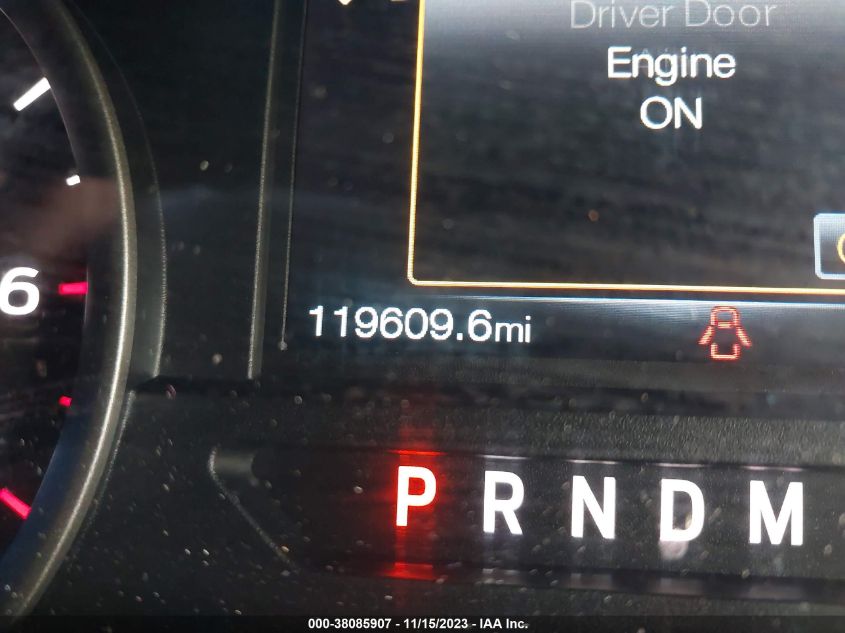 Driver Door
Engine
ON
6
119609.6mi
P R N D M
000-38085907 - 11/15/2023 - IAA Inc.